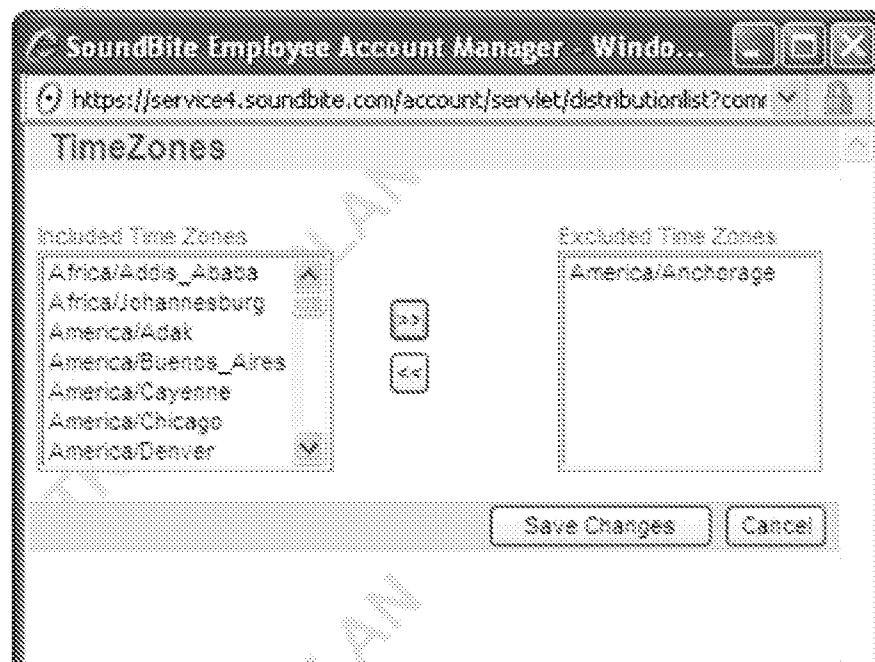 SoundBite Employee Account Manager - Windo...
https://service4.soundbite.com/account/servlet/distributionlist?comr
TimeZones
Included Time Zones
Africa/Addis_Ababa
Africa/Johannesburg
America/Adak
America/Buenos_Aires
America/Cayenne
America/Chicago
America/Denver
>>
<<
Excluded Time Zones
America/Anchorage
Save Changes
Cancel